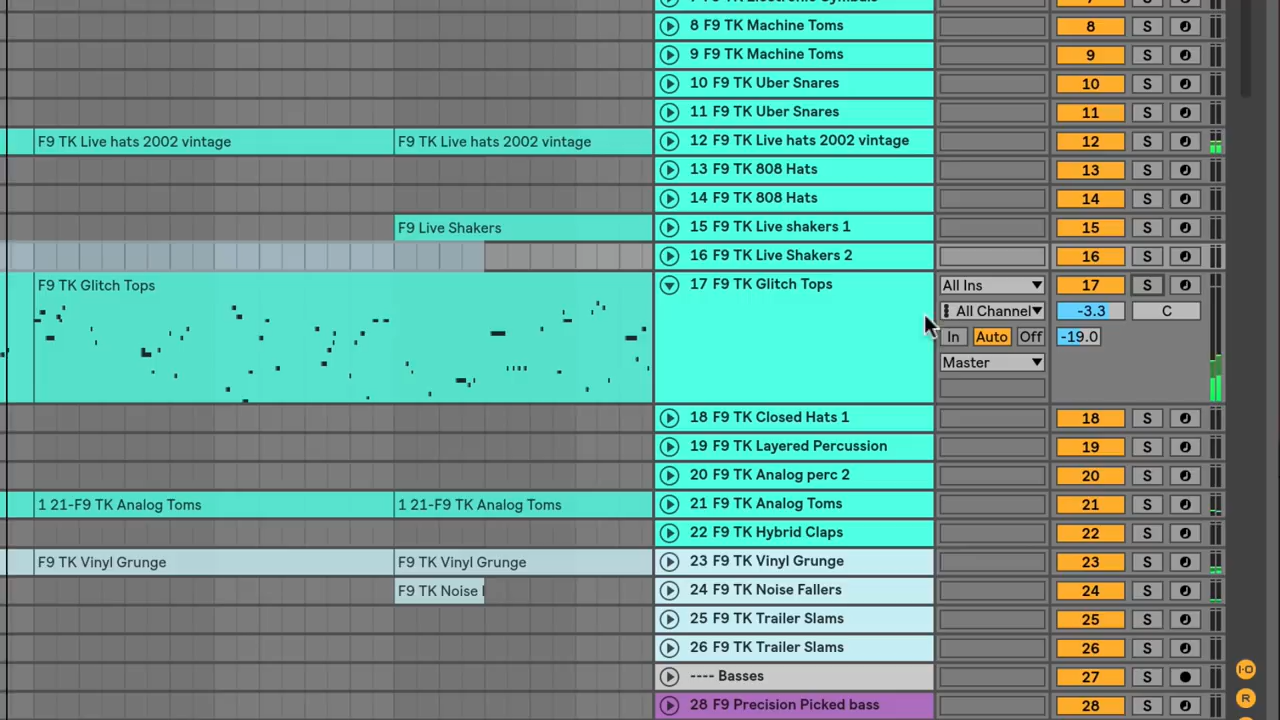 7 F9 TK Electronic Cymbals 7
8 F9 TK Machine Toms 8 S
9 F9 TK Machine Toms 9 S
10 F9 TK Uber Snares 10 S
11 F9 TK Uber Snares 11 S
F9 TK Live hats 2002 vintage F9 TK Live hats 2002 vintage 12 F9 TK Live hats 2002 vintage 12 S
13 F9 TK 808 Hats 13 S
14 F9 TK 808 Hats 14 S
F9 Live Shakers 15 F9 TK Live shakers 1 15 S
16 F9 TK Live Shakers 2 16 S
F9 TK Glitch Tops 17 F9 TK Glitch Tops All Ins 17 S
All Channel -3.3 C
In Auto Off -19.0
Master
18 F9 TK Closed Hats 1 18 S
19 F9 TK Layered Percussion 19 S
20 F9 TK Analog perc 2 20 S
1 21-F9 TK Analog Toms 1 21-F9 TK Analog Toms 21 F9 TK Analog Toms 21 S
22 F9 TK Hybrid Claps 22 S
F9 TK Vinyl Grunge F9 TK Vinyl Grunge 23 F9 TK Vinyl Grunge 23 S
F9 TK Noise 24 F9 TK Noise Fallers 24 S
25 F9 TK Trailer Slams 25 S
26 F9 TK Trailer Slams 26 S
---- Basses 27 S
I·O
28 F9 Precision Picked bass 28 S
R